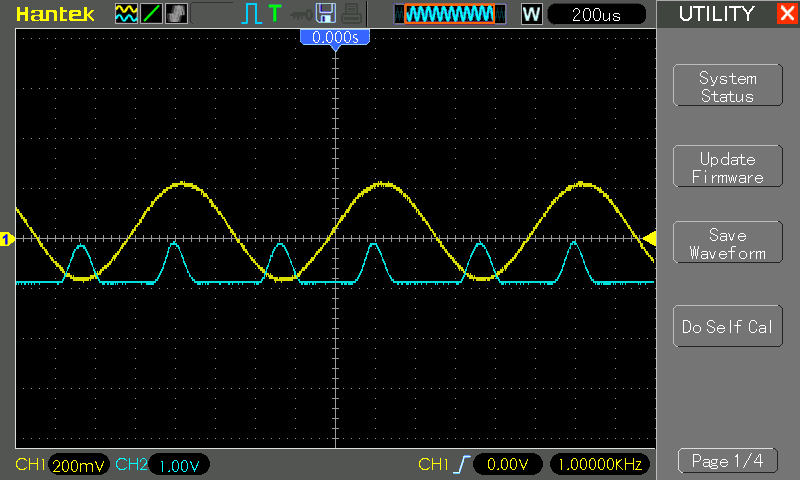 Hantek
T
W
200us
UTILITY
0.000s
System
Status
Update
Firmware
1
Save
Waveform
Do Self Cal
CH1 200mV CH2 1.00V CH1 0.00V 1.00000KHz
Page 1/4